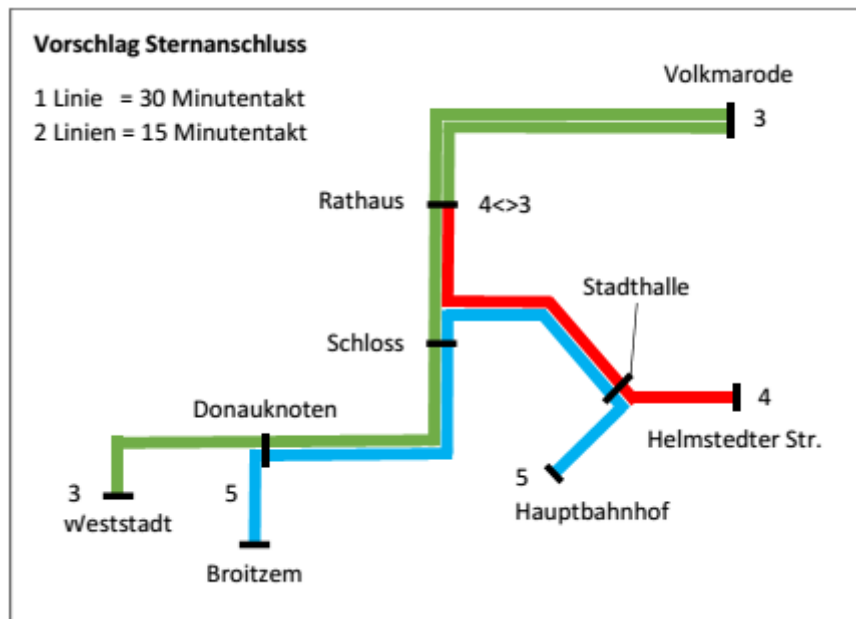 Vorschlag Sternanschluss
1 Linie = 30 Minutentakt
2 Linien = 15 Minutentakt
Volkmarode
3
Rathaus
4<>3
Stadthalle
Schloss
Donauknoten
4
Helmstedter Str.
3
5
5
Weststadt
Hauptbahnhof
Broitzem